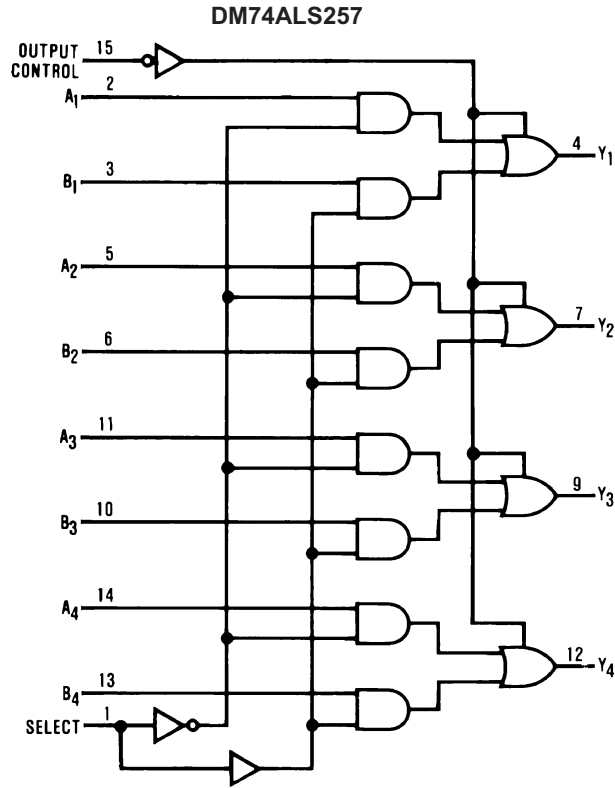 DM74ALS257
OUTPUT CONTROL 15
A1 2
4 Y1
B1 3
A2 5
7 Y2
B2 6
A3 11
9 Y3
B3 10
A4 14
12 Y4
B4 13
SELECT 1